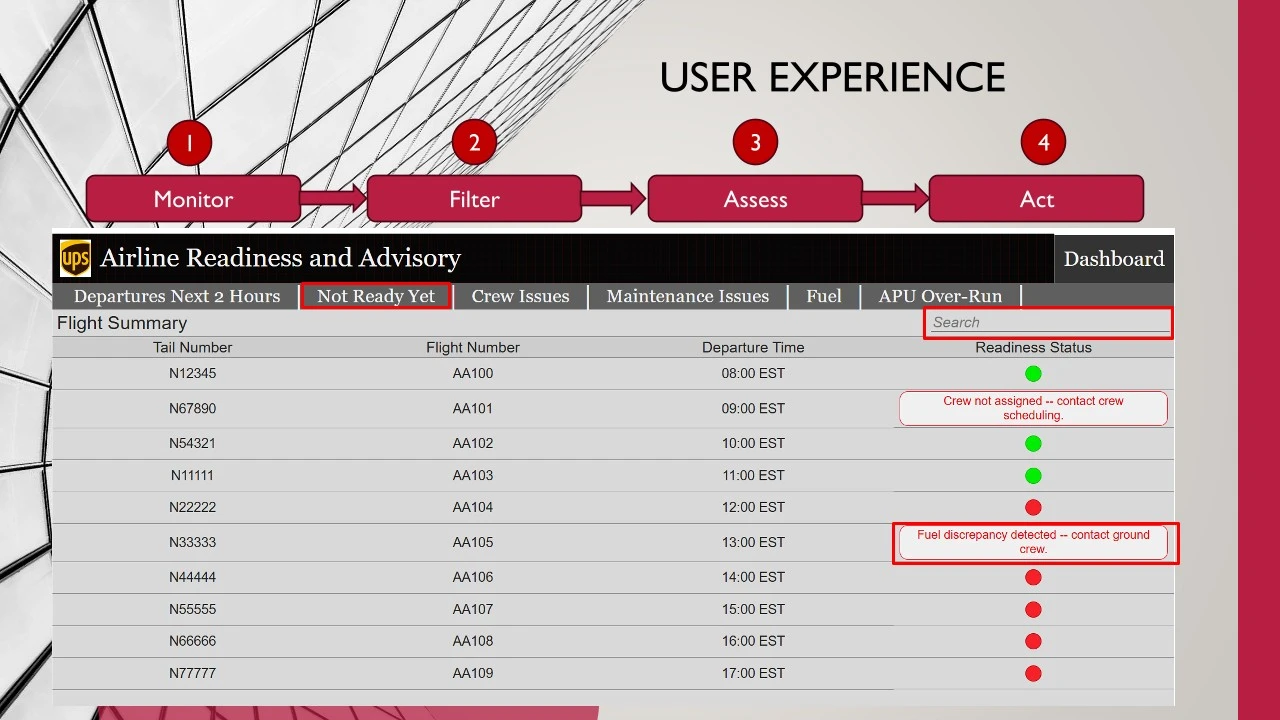 USER EXPERIENCE
1 2 3 4
Monitor Filter Assess Act
ups Airline Readiness and Advisory Dashboard
Departures Next 2 Hours Not Ready Yet Crew Issues Maintenance Issues Fuel APU Over-Run
Flight Summary Search
Tail Number Flight Number Departure Time Readiness Status
N12345 AA100 08:00 EST
N67890 AA101 09:00 EST Crew not assigned -- contact crew
scheduling.
N54321 AA102 10:00 EST
N11111 AA103 11:00 EST
N22222 AA104 12:00 EST
N33333 AA105 13:00 EST Fuel discrepancy detected -- contact ground
crew.
N44444 AA106 14:00 EST
N55555 AA107 15:00 EST
N66666 AA108 16:00 EST
N77777 AA109 17:00 EST